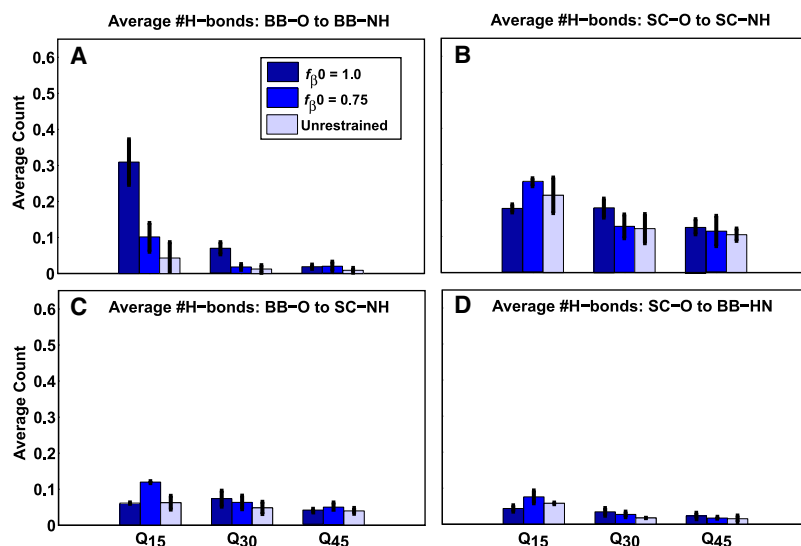 Average #H-bonds: BB-O to BB-NH
Average #H-bonds: SC-O to SC-NH
A
B
0.6
0.5
0.4
0.3
0.2
0.1
0
Average Count
fβ0 = 1.0
fβ0 = 0.75
Unrestrained
Average #H-bonds: BB-O to SC-NH
Average #H-bonds: SC-O to BB-HN
C
D
0.6
0.5
0.4
0.3
0.2
0.1
0
Average Count
Q15 Q30 Q45
Q15 Q30 Q45